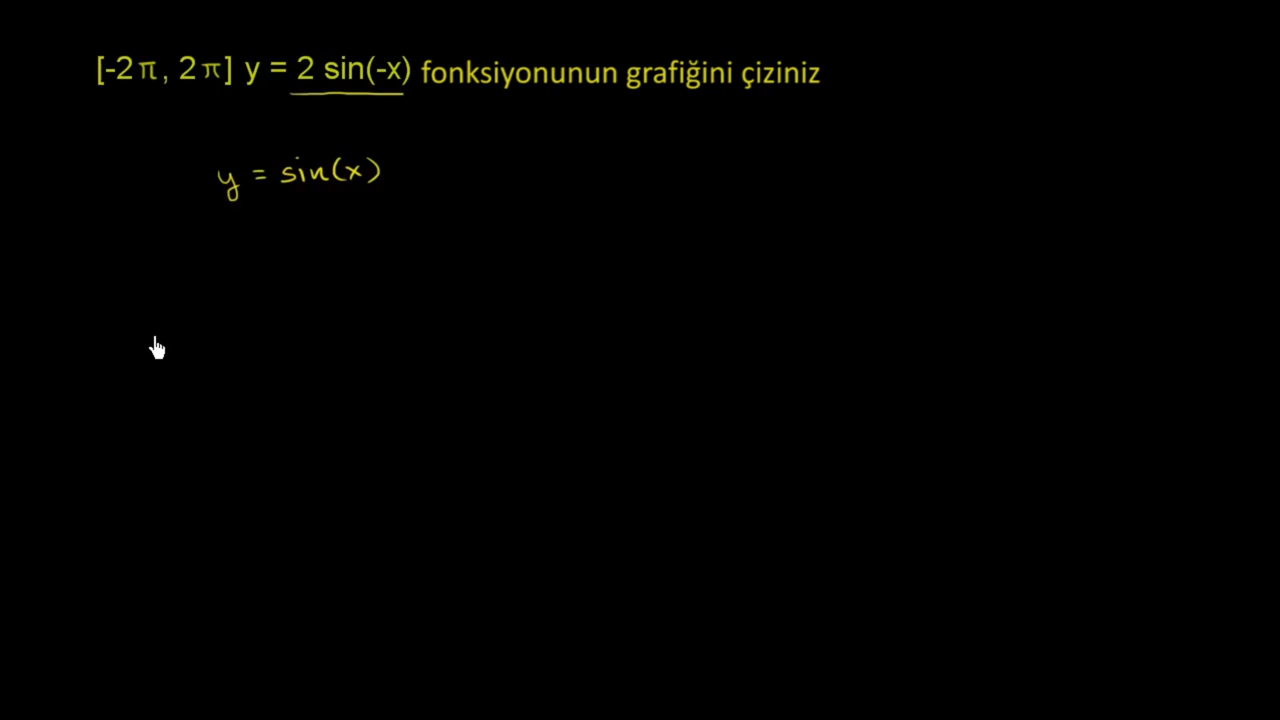 [-2π, 2π] y = 2 sin(-x) fonksiyonunun grafiğini çiziniz
y = sin(x)